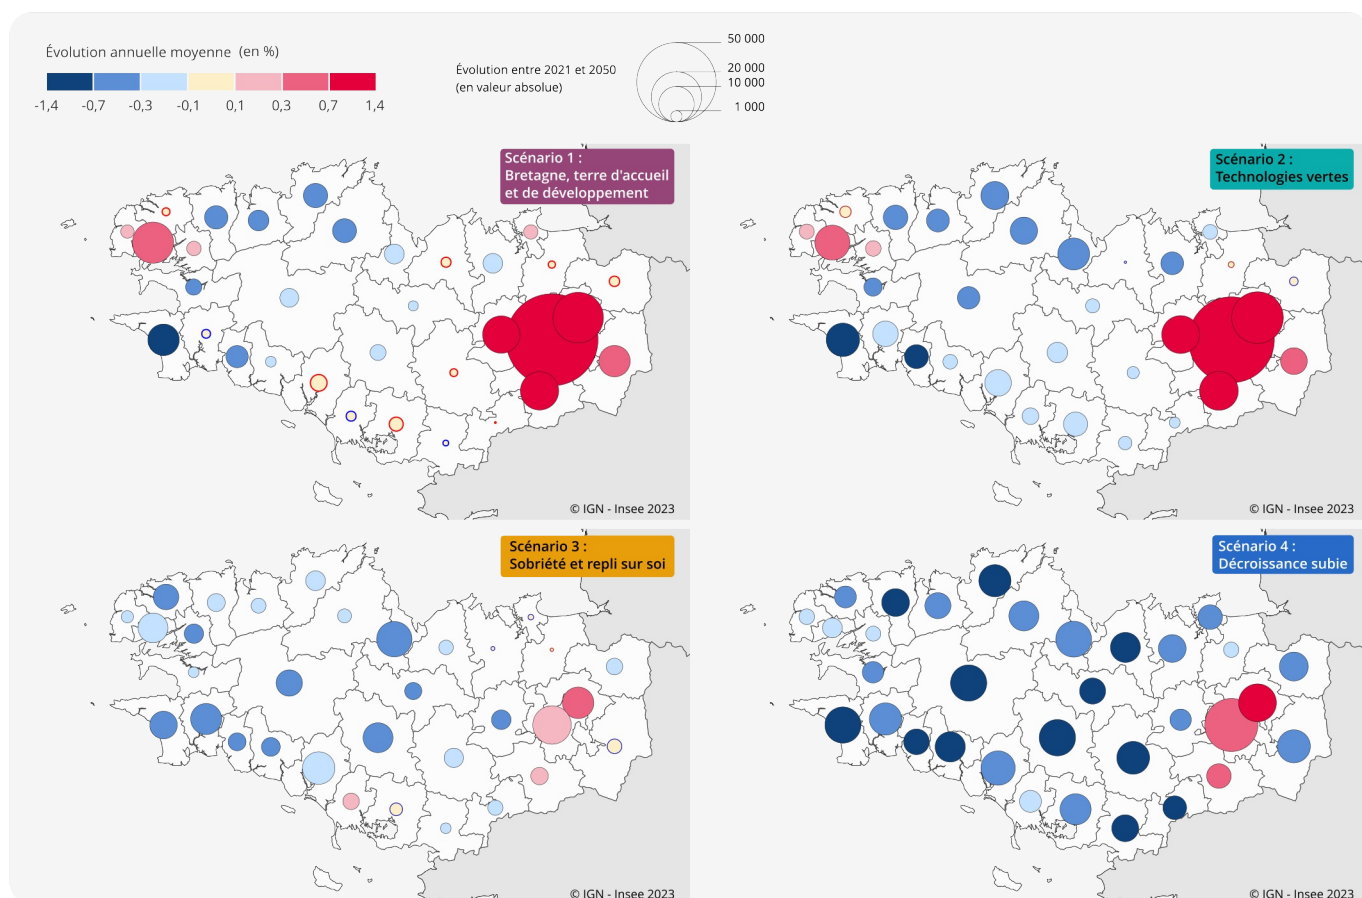 Évolution annuelle moyenne (en %)
-1,4 -0,7 -0,3 -0,1 0,1 0,3 0,7 1,4
Évolution entre 2021 et 2050
(en valeur absolue)
50 000
20 000
10 000
1 000
Scénario 1 :
Bretagne, terre d'accueil
et de développement
© IGN - Insee 2023
Scénario 2 :
Technologies vertes
© IGN - Insee 2023
Scénario 3 :
Sobriété et repli sur soi
© IGN - Insee 2023
Scénario 4 :
Décroissance subie
© IGN - Insee 2023